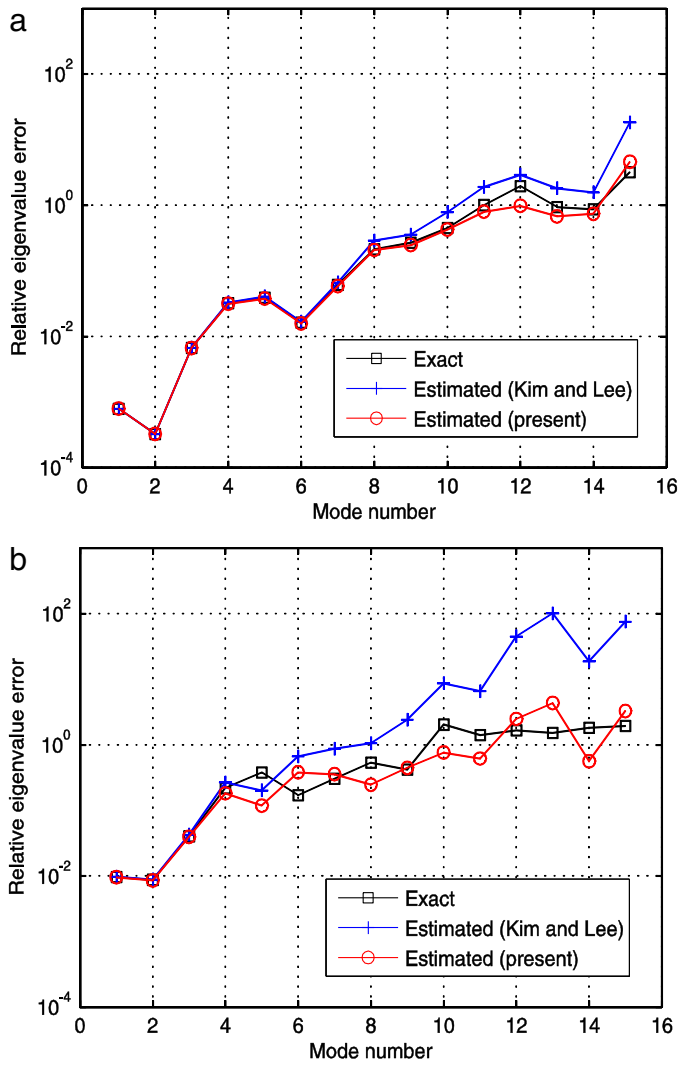 a
Relative eigenvalue error
10^2
10^0
10^-2
10^-4
Exact
Estimated (Kim and Lee)
Estimated (present)
0 2 4 6 8 10 12 14 16
Mode number
b
Relative eigenvalue error
10^2
10^0
10^-2
10^-4
Exact
Estimated (Kim and Lee)
Estimated (present)
0 2 4 6 8 10 12 14 16
Mode number